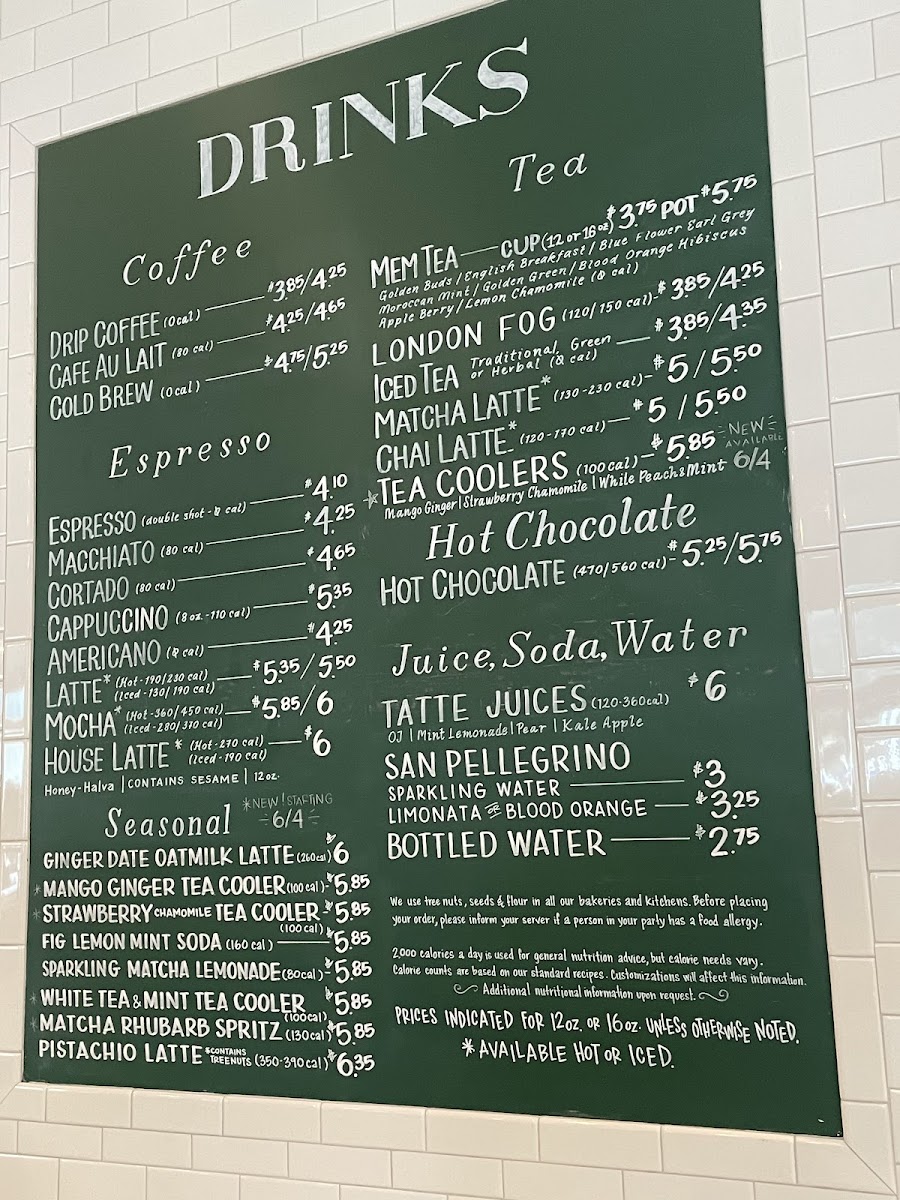 DRINKS
Coffee
DRIP COFFEE (0 cal) $3.85/4.25
CAFE AU LAIT (80 cal) $4.25/4.65
COLD BREW (0 cal) $4.75/5.25
Espresso
ESPRESSO (double shot - 10 cal) $4.10
MACCHIATO (80 cal) $4.25
CORTADO (80 cal) $4.65
CAPPUCCINO (8 oz. - 110 cal) $5.35
AMERICANO (10 cal) $4.25
LATTE* (Hot - 190/230 cal) $5.35/5.50
(Iced - 130/190 cal)
MOCHA* (Hot - 360/450 cal) $5.85/6
(Iced - 280/370 cal)
HOUSE LATTE* (Hot - 270 cal) $6
(Iced - 190 cal)
Honey-Halva | CONTAINS SESAME | 12 oz.
Seasonal *NEW! STARTING
6/4
GINGER DATE OATMILK LATTE (260 cal) $6
*MANGO GINGER TEA COOLER (100 cal) - $5.85
*STRAWBERRY CHAMOMILE TEA COOLER - $5.85
(100 cal)
FIG LEMON MINT SODA (160 cal) $5.85
SPARKLING MATCHA LEMONADE (80 cal) - $5.85
*WHITE TEA & MINT TEA COOLER $5.85
(100 cal)
*MATCHA RHUBARB SPRITZ (130 cal) $5.85
PISTACHIO LATTE *CONTAINS TREE NUTS (350-390 cal) $6.35
Tea
MEM TEA CUP (12 or 16 oz) $3.75 POT $5.75
Golden Buds / English Breakfast / Blue Flower Earl Grey
Moroccan Mint / Golden Green / Blood Orange Hibiscus
Apple Berry / Lemon Chamomile (0 cal)
LONDON FOG (120/150 cal) - $3.85/4.25
ICED TEA Traditional, Green $3.85/4.35
or Herbal (0 cal)
MATCHA LATTE* (130-230 cal) - $5/5.50
CHAI LATTE* (120-170 cal) $5/5.50
*TEA COOLERS (100 cal) - $5.85 NEW AVAILABLE 6/4
Mango Ginger | Strawberry Chamomile | While Peach & Mint
Hot Chocolate
HOT CHOCOLATE (470/560 cal) - $5.25/5.75
Juice, Soda, Water
TATTE JUICES (120-360 cal) $6
OJ | Mint Lemonade | Pear | Kale Apple
SAN PELLEGRINO
SPARKLING WATER $3
LIMONATA OR BLOOD ORANGE $3.25
BOTTLED WATER $2.75
We use tree nuts, seeds & flour in all our bakeries and kitchens. Before placing
your order, please inform your server if a person in your party has a food allergy.
2,000 calories a day is used for general nutrition advice, but calorie needs vary.
Calorie counts are based on our standard recipes. Customizations will affect this information.
Additional nutritional information upon request.
PRICES INDICATED FOR 12 oz. OR 16 oz. UNLESS OTHERWISE NOTED.
* AVAILABLE HOT OR ICED.